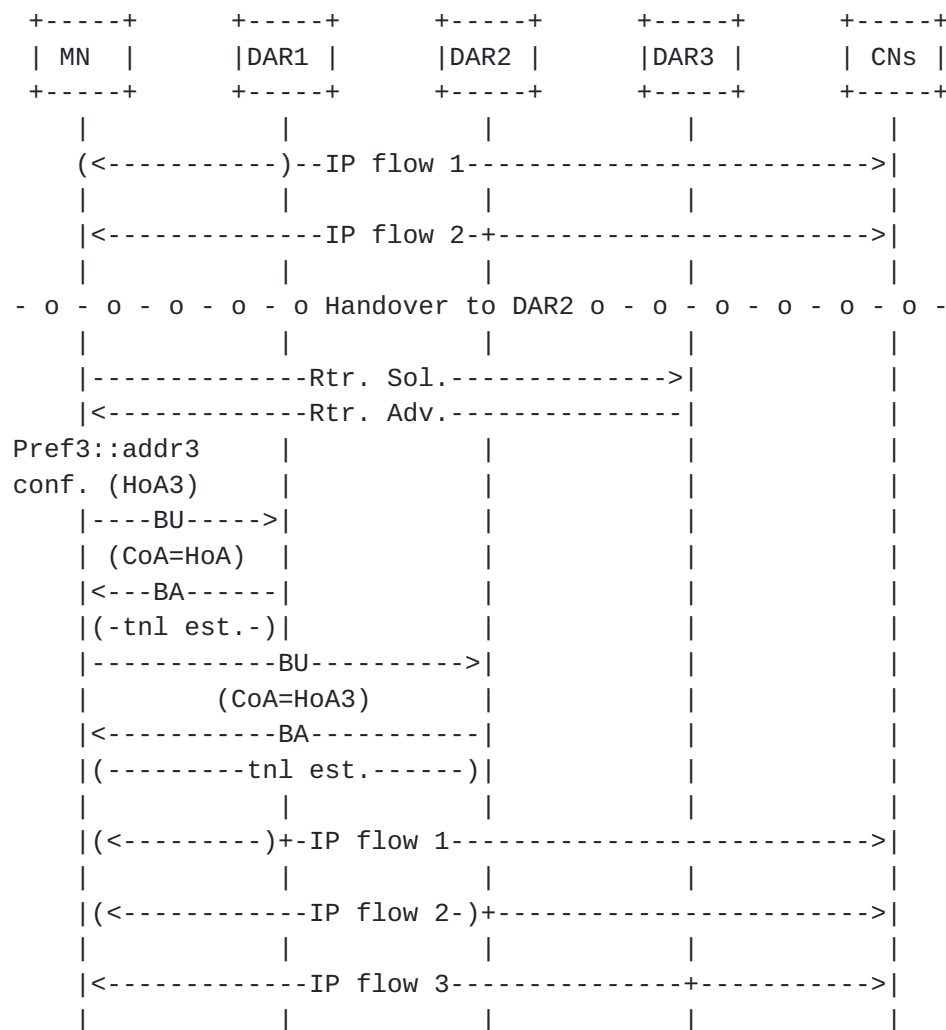 +-----+      +-----+      +-----+      +-----+      +-----+
| MN  |      |DAR1 |      |DAR2 |      |DAR3 |      | CNs |
+-----+      +-----+      +-----+      +-----+      +-----+
   |            |            |            |            |
   (<-----------)--IP flow 1-------------------------->|
   |            |            |            |            |
   |<--------------IP flow 2-+------------------------>|
   |            |            |            |            |
- o - o - o - o - o Handover to DAR2 o - o - o - o - o - o -
   |            |            |            |            |
   |--------------Rtr. Sol.-------------->|            |
   |<-------------Rtr. Adv.---------------|            |
Pref3::addr3    |            |            |            |
conf. (HoA3)    |            |            |            |
   |----BU----->|            |            |            |
   | (CoA=HoA)  |            |            |            |
   |<---BA------|            |            |            |
   |(-tnl est.-)|            |            |            |
   |------------BU---------->|            |            |
   |        (CoA=HoA3)       |            |            |
   |<-----------BA-----------|            |            |
   |(---------tnl est.------)|            |            |
   |            |            |            |            |
   |(<---------)+-IP flow 1--------------------------->|
   |            |            |            |            |
   |(<------------IP flow 2-)+------------------------>|
   |            |            |            |            |
   |<-------------IP flow 3---------------+----------->|
   |            |            |            |            |